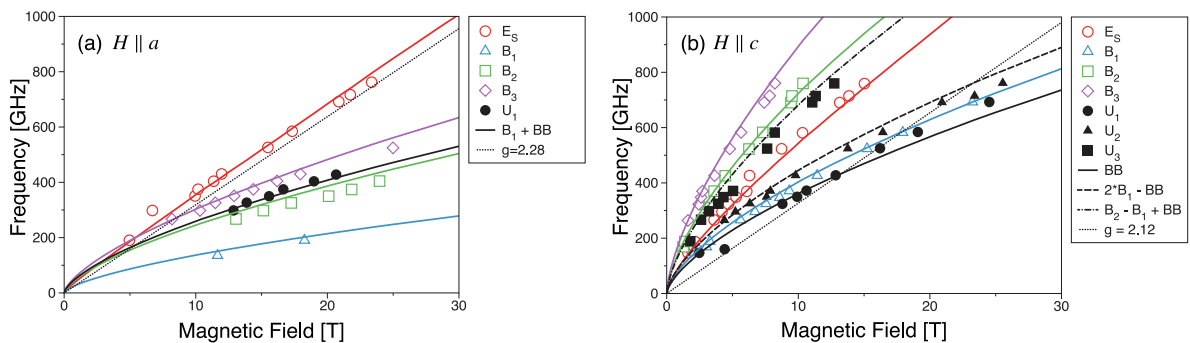 (a) H || a
Frequency [GHz]
1000
800
600
400
200
0
0
10
20
30
Magnetic Field [T]
E_S
B_1
B_2
B_3
U_1
B_1 + BB
g=2.28
(b) H || c
Frequency [GHz]
1000
800
600
400
200
0
0
10
20
30
Magnetic Field [T]
E_S
B_1
B_2
B_3
U_1
U_2
U_3
BB
2*B_1 - BB
B_2 - B_1 + BB
g = 2.12